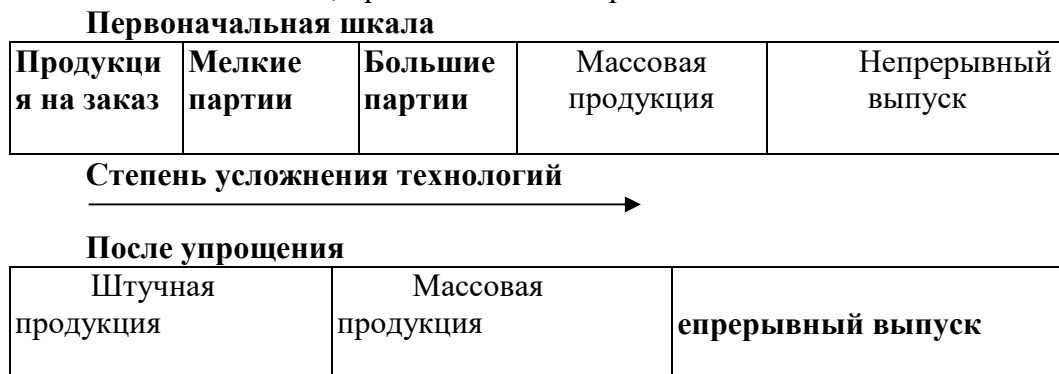 Первоначальная шкала
Продукци Мелкие Большие Массовая Непрерывный
я на заказ партии партии продукция выпуск
Степень усложнения технологий
После упрощения
Штучная Массовая
продукция продукция епрерывный выпуск